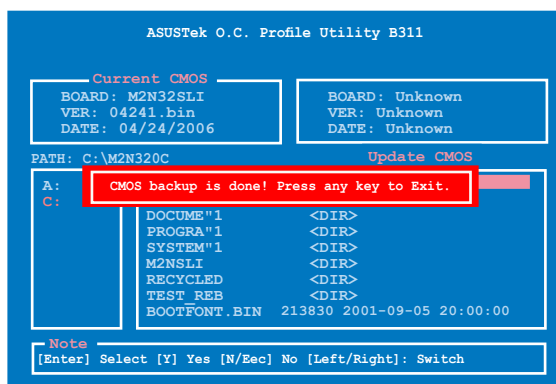 ASUSTek O.C. Profile Utility B311
Current CMOS
BOARD: M2N32SLI
VER: 04241.bin
DATE: 04/24/2006
BOARD: Unknown
VER: Unknown
DATE: Unknown
PATH: C:\M2N320C
Update CMOS
A:
C:
CMOS backup is done! Press any key to Exit.
DOCUME"1 <DIR>
PROGRA"1 <DIR>
SYSTEM"1 <DIR>
M2NSLI <DIR>
RECYCLED <DIR>
TEST_REB <DIR>
BOOTFONT.BIN 213830 2001-09-05 20:00:00
Note
[Enter] Select [Y] Yes [N/Eec] No [Left/Right]: Switch